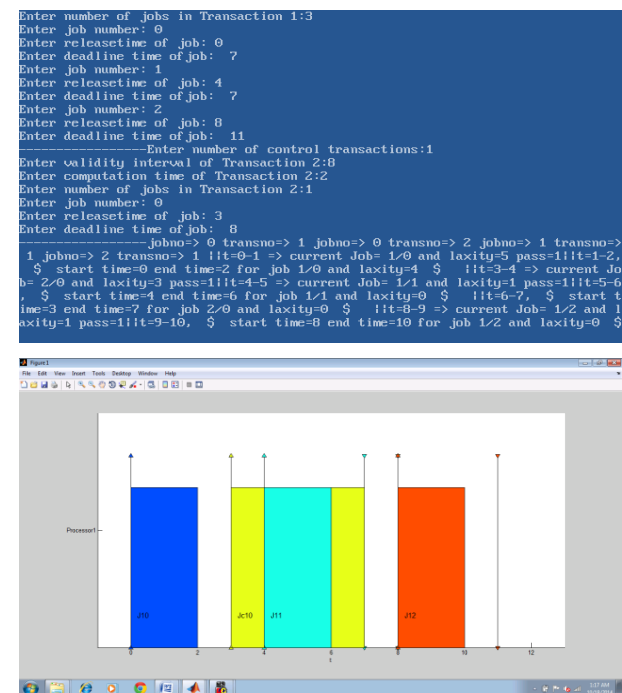 Enter number of jobs in Transaction 1:3
Enter job number: 0
Enter releasetime of job: 0
Enter deadline time of job:  7
Enter job number: 1
Enter releasetime of job: 4
Enter deadline time of job:  7
Enter job number: 2
Enter releasetime of job: 8
Enter deadline time of job:  11
-----------------Enter number of control transactions:1
Enter validity interval of Transaction 2:8
Enter computation time of Transaction 2:2
Enter number of jobs in Transaction 2:1
Enter job number: 0
Enter releasetime of job: 3
Enter deadline time of job:  8
-----------------jobno=> 0 transno=> 1 jobno=> 0 transno=> 2 jobno=> 1 transno=>
 1 jobno=> 2 transno=> 1 ||t=0-1 => current Job= 1/0 and laxity=5 pass=1||t=1-2,
  $  start time=0 end time=2 for job 1/0 and laxity=4  $   ||t=3-4 => current Jo
b= 2/0 and laxity=3 pass=1||t=4-5 => current Job= 1/1 and laxity=1 pass=1||t=5-6
,  $  start time=4 end time=6 for job 1/1 and laxity=0  $   ||t=6-7,  $  start t
ime=3 end time=7 for job 2/0 and laxity=0  $   ||t=8-9 => current Job= 1/2 and l
axity=1 pass=1||t=9-10,  $  start time=8 end time=10 for job 1/2 and laxity=0  $
Figure1
File Edit View Insert Tools Desktop Window Help
Processor1
J10
Jc10
J11
J12
0 2 4 6 8 10 12
t
1:17 AM